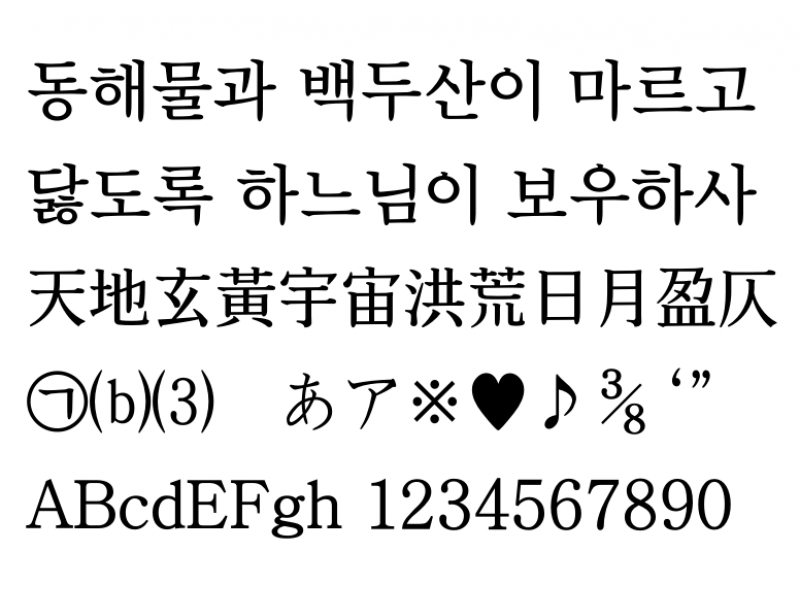 동해물과 백두산이 마르고
닳도록 하느님이 보우하사
天地玄黃宇宙洪荒日月盈仄
㉠⒝⑶　あア※♥♪⅜ ‘”
ABcdEFgh 1234567890